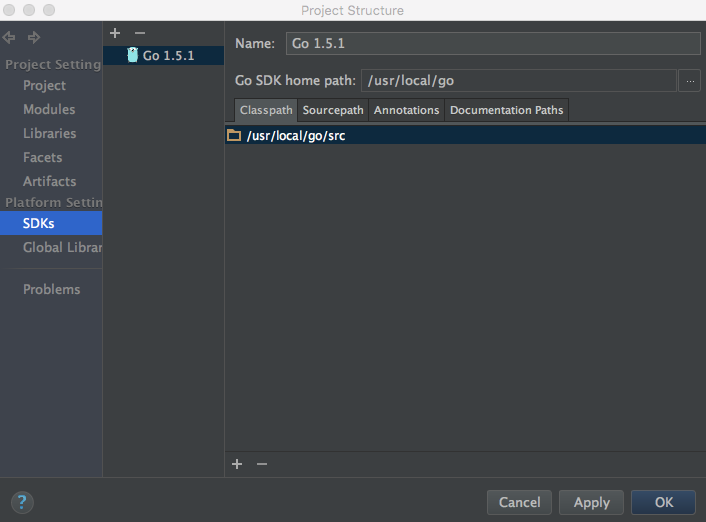 Project Structure
Project Setting
Project
Modules
Libraries
Facets
Artifacts
Platform Settin
SDKs
Global Librar
Problems
Go 1.5.1
Name: Go 1.5.1
Go SDK home path: /usr/local/go ...
Classpath Sourcepath Annotations Documentation Paths
/usr/local/go/src
? Cancel Apply OK